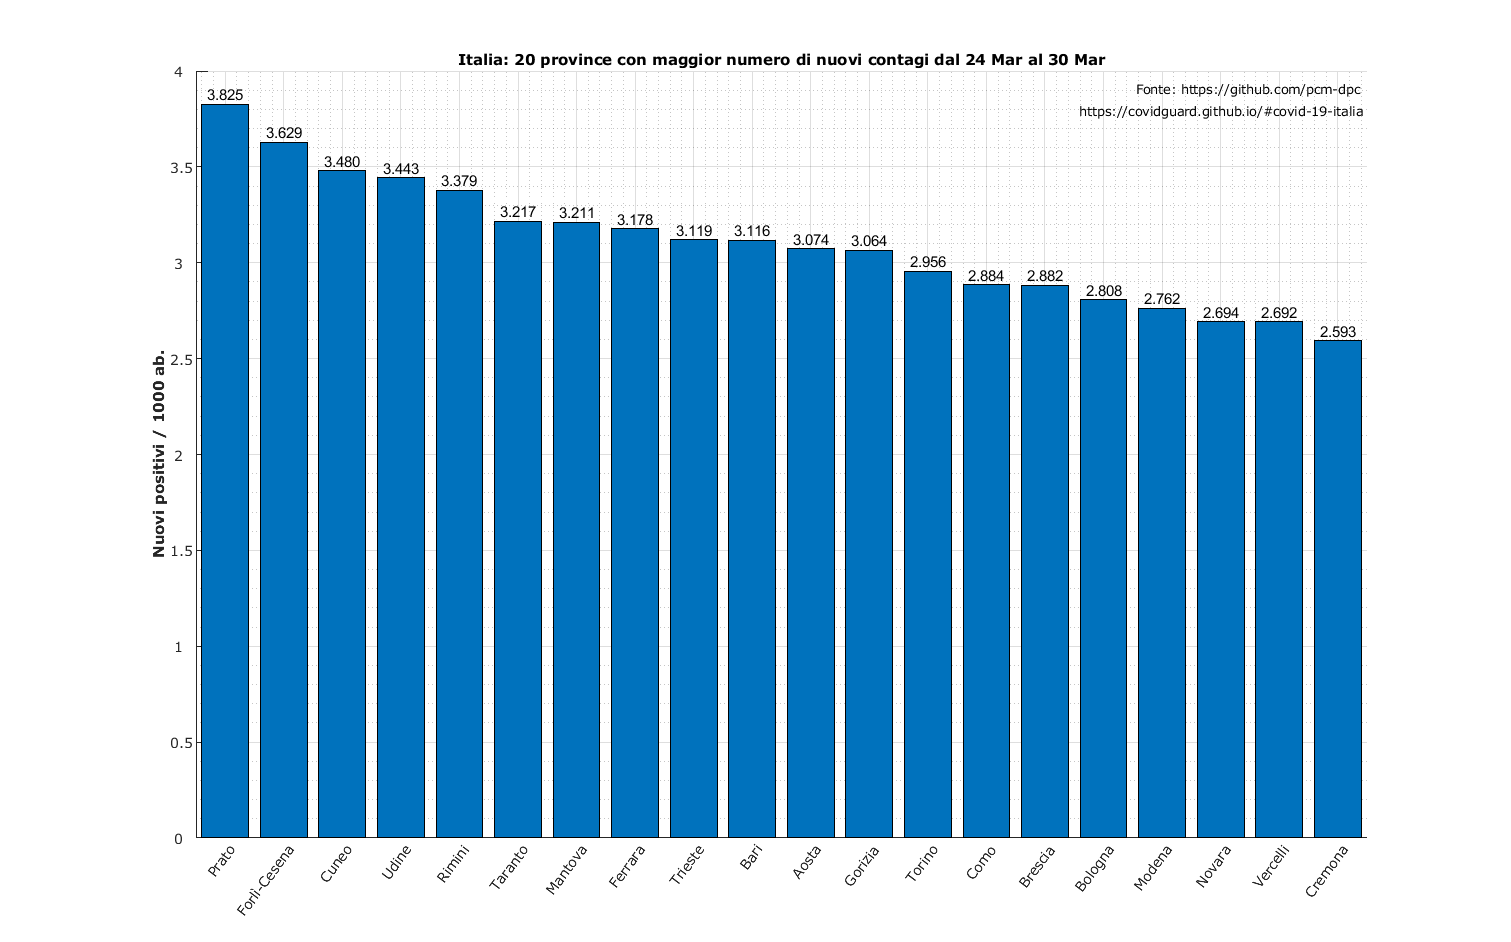 Italia: 20 province con maggior numero di nuovi contagi dal 24 Mar al 30 Mar
Fonte: https://github.com/pcm-dpc
https://covidguard.github.io/#covid-19-italia
Nuovi positivi / 1000 ab.
4
3.5
3
2.5
2
1.5
1
0.5
0
3.825
3.629
3.480
3.443
3.379
3.217
3.211
3.178
3.119
3.116
3.074
3.064
2.956
2.884
2.882
2.808
2.762
2.694
2.692
2.593
Prato
Forlì-Cesena
Cuneo
Udine
Rimini
Taranto
Mantova
Ferrara
Trieste
Bari
Aosta
Gorizia
Torino
Como
Brescia
Bologna
Modena
Novara
Vercelli
Cremona